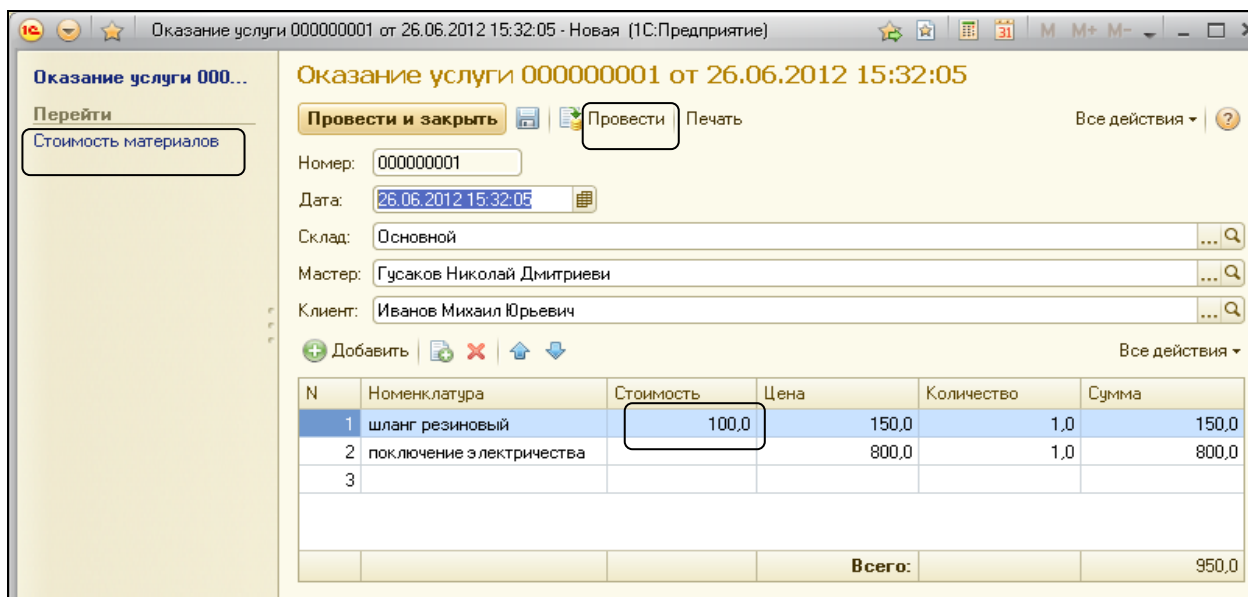 Оказание услуги 000000001 от 26.06.2012 15:32:05 - Новая (1С:Предприятие)
31 M M+ M-
Оказание услуги 000...
Перейти
Стоимость материалов
Оказание услуги 000000001 от 26.06.2012 15:32:05
Провести и закрыть Провести Печать Все действия
Номер: 000000001
Дата: 26.06.2012 15:32:05
Склад: Основной ...
Мастер: Гусаков Николай Дмитриеви ...
Клиент: Иванов Михаил Юрьевич ...
Добавить Все действия
N Номенклатура Стоимость Цена Количество Сумма
1 шланг резиновый 100,0 150,0 1,0 150,0
2 поключение электричества 800,0 1,0 800,0
3
Всего: 950,0